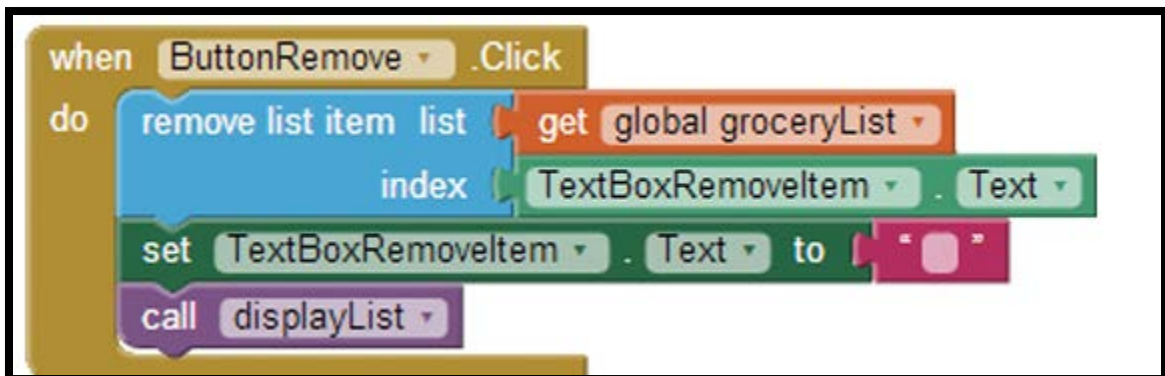 when ButtonRemove .Click
do remove list item list get global groceryList
index TextBoxRemoveItem . Text
set TextBoxRemoveItem . Text to “ ”
call displayList